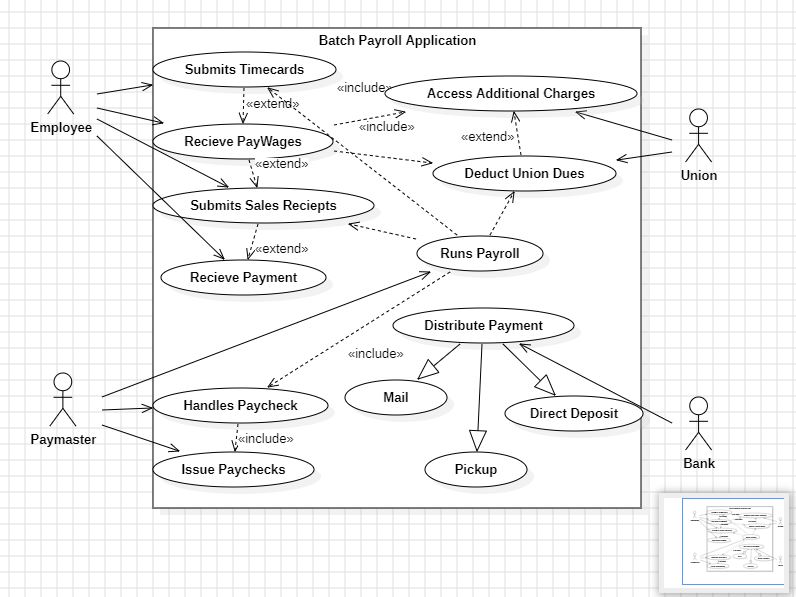 Batch Payroll Application
Submits Timecards
«include»
Access Additional Charges
«extend»
Employee
«include»
Recieve PayWages
«extend»
«extend»
Deduct Union Dues
Union
Submits Sales Reciepts
«extend»
Runs Payroll
Recieve Payment
Distribute Payment
«include»
Mail
Handles Paycheck
Direct Deposit
Paymaster
«include»
Issue Paychecks
Pickup
Bank